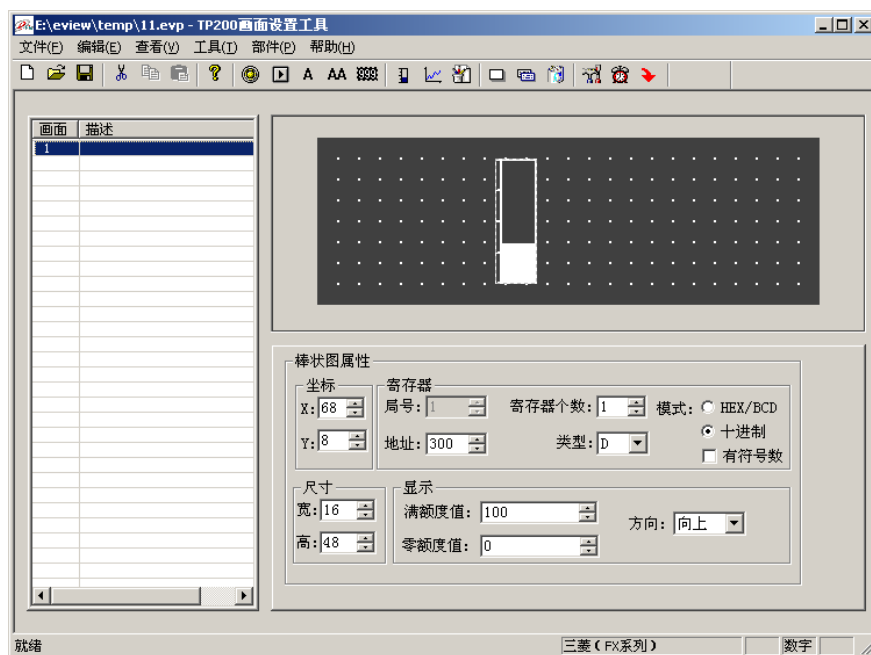 E:\eview\temp\11.evp - TP200画面设置工具
文件(F) 编辑(E) 查看(V) 工具(T) 部件(P) 帮助(H)
A AA
画面 描述
1
棒状图属性
坐标 寄存器
X: 68 局号: 1 寄存器个数: 1 模式: HEX/BCD
十进制
Y: 8 地址: 300 类型: D
有符号数
尺寸 显示
宽: 16 满额度值: 100
方向: 向上
高: 48 零额度值: 0
就绪 三菱(FX系列) 数字